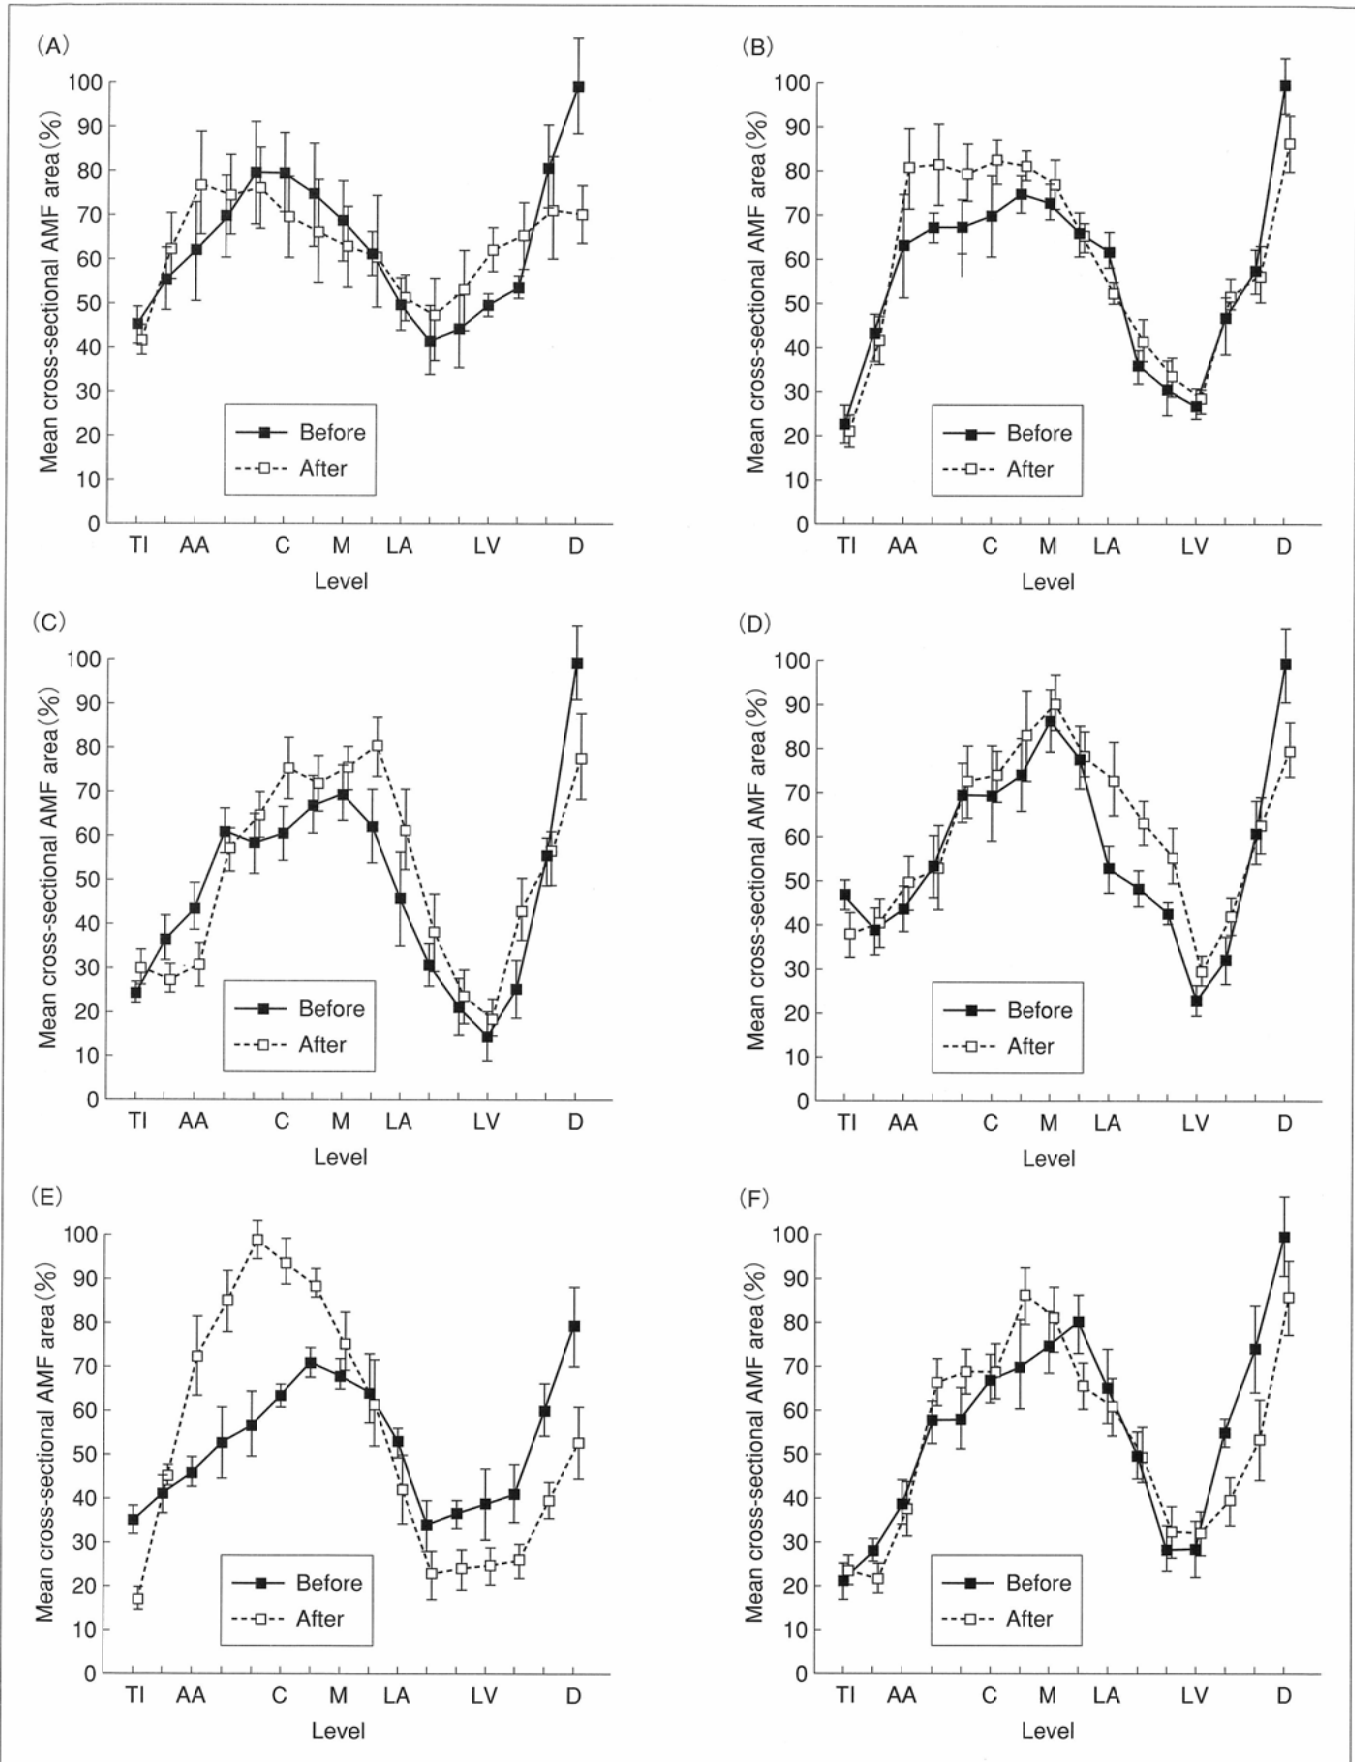 (A)
Mean cross-sectional AMF area(%)
100
90
80
70
60
50
40
30
20
10
0
Before
After
TI AA C M LA LV D
Level
(B)
Mean cross-sectional AMF area(%)
100
90
80
70
60
50
40
30
20
10
0
Before
After
TI AA C M LA LV D
Level
(C)
Mean cross-sectional AMF area(%)
100
90
80
70
60
50
40
30
20
10
0
Before
After
TI AA C M LA LV D
Level
(D)
Mean cross-sectional AMF area(%)
100
90
80
70
60
50
40
30
20
10
0
Before
After
TI AA C M LA LV D
Level
(E)
Mean cross-sectional AMF area(%)
100
90
80
70
60
50
40
30
20
10
0
Before
After
TI AA C M LA LV D
Level
(F)
Mean cross-sectional AMF area(%)
100
90
80
70
60
50
40
30
20
10
0
Before
After
TI AA C M LA LV D
Level